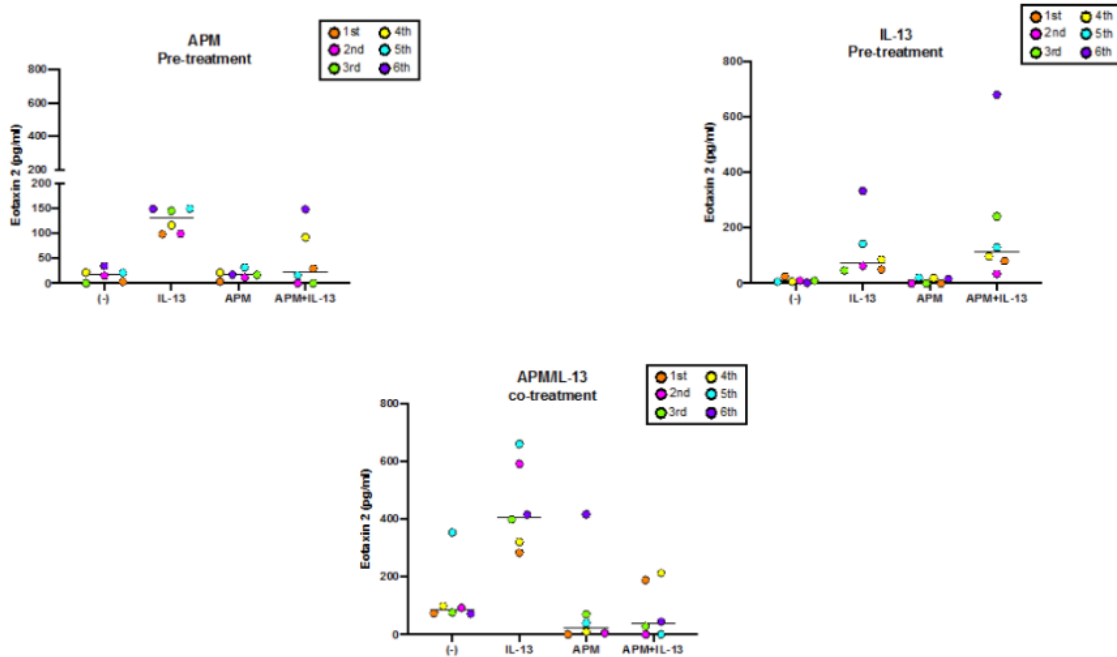 APM
Pre-treatment
1st 4th
2nd 5th
3rd 6th
Eotaxin 2 (pg/ml)
800
600
400
200
200
150
100
50
0
(-) IL-13 APM APM+IL-13
IL-13
Pre-treatment
1st 4th
2nd 5th
3rd 6th
Eotaxin 2 (pg/ml)
800
600
400
200
0
(-) IL-13 APM APM+IL-13
APM/IL-13
co-treatment
1st 4th
2nd 5th
3rd 6th
Eotaxin 2 (pg/ml)
800
600
400
200
0
(-) IL-13 APM APM+IL-13